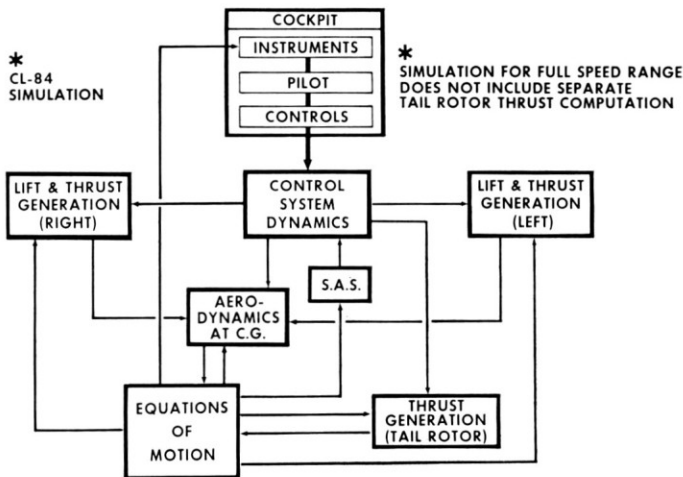 COCKPIT
INSTRUMENTS
PILOT
CONTROLS
*
CL-84
SIMULATION
*
SIMULATION FOR FULL SPEED RANGE
DOES NOT INCLUDE SEPARATE
TAIL ROTOR THRUST COMPUTATION
LIFT & THRUST
GENERATION
(RIGHT)
CONTROL
SYSTEM
DYNAMICS
LIFT & THRUST
GENERATION
(LEFT)
S.A.S.
AERO-
DYNAMICS
AT C.G.
EQUATIONS
OF
MOTION
THRUST
GENERATION
(TAIL ROTOR)